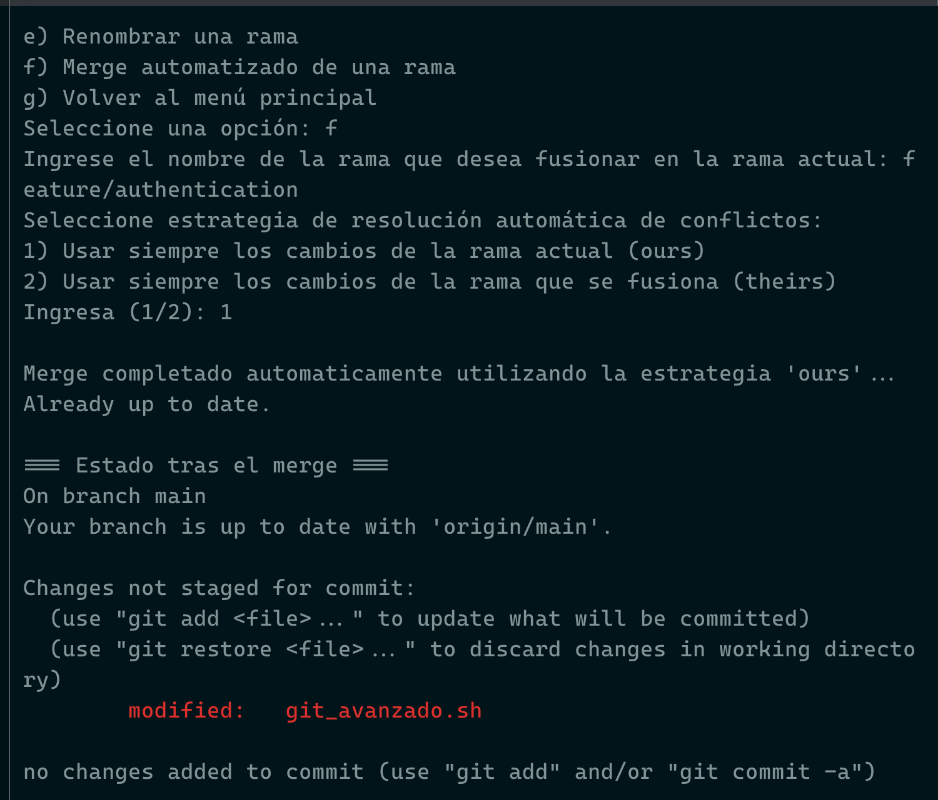 e) Renombrar una rama
f) Merge automatizado de una rama
g) Volver al menú principal
Seleccione una opción: f
Ingrese el nombre de la rama que desea fusionar en la rama actual: f
eature/authentication
Seleccione estrategia de resolución automática de conflictos:
1) Usar siempre los cambios de la rama actual (ours)
2) Usar siempre los cambios de la rama que se fusiona (theirs)
Ingresa (1/2): 1
Merge completado automaticamente utilizando la estrategia 'ours'...
Already up to date.
=== Estado tras el merge ===
On branch main
Your branch is up to date with 'origin/main'.
Changes not staged for commit:
(use "git add <file>..." to update what will be committed)
(use "git restore <file>..." to discard changes in working directo
ry)
modified: git_avanzado.sh
no changes added to commit (use "git add" and/or "git commit -a")